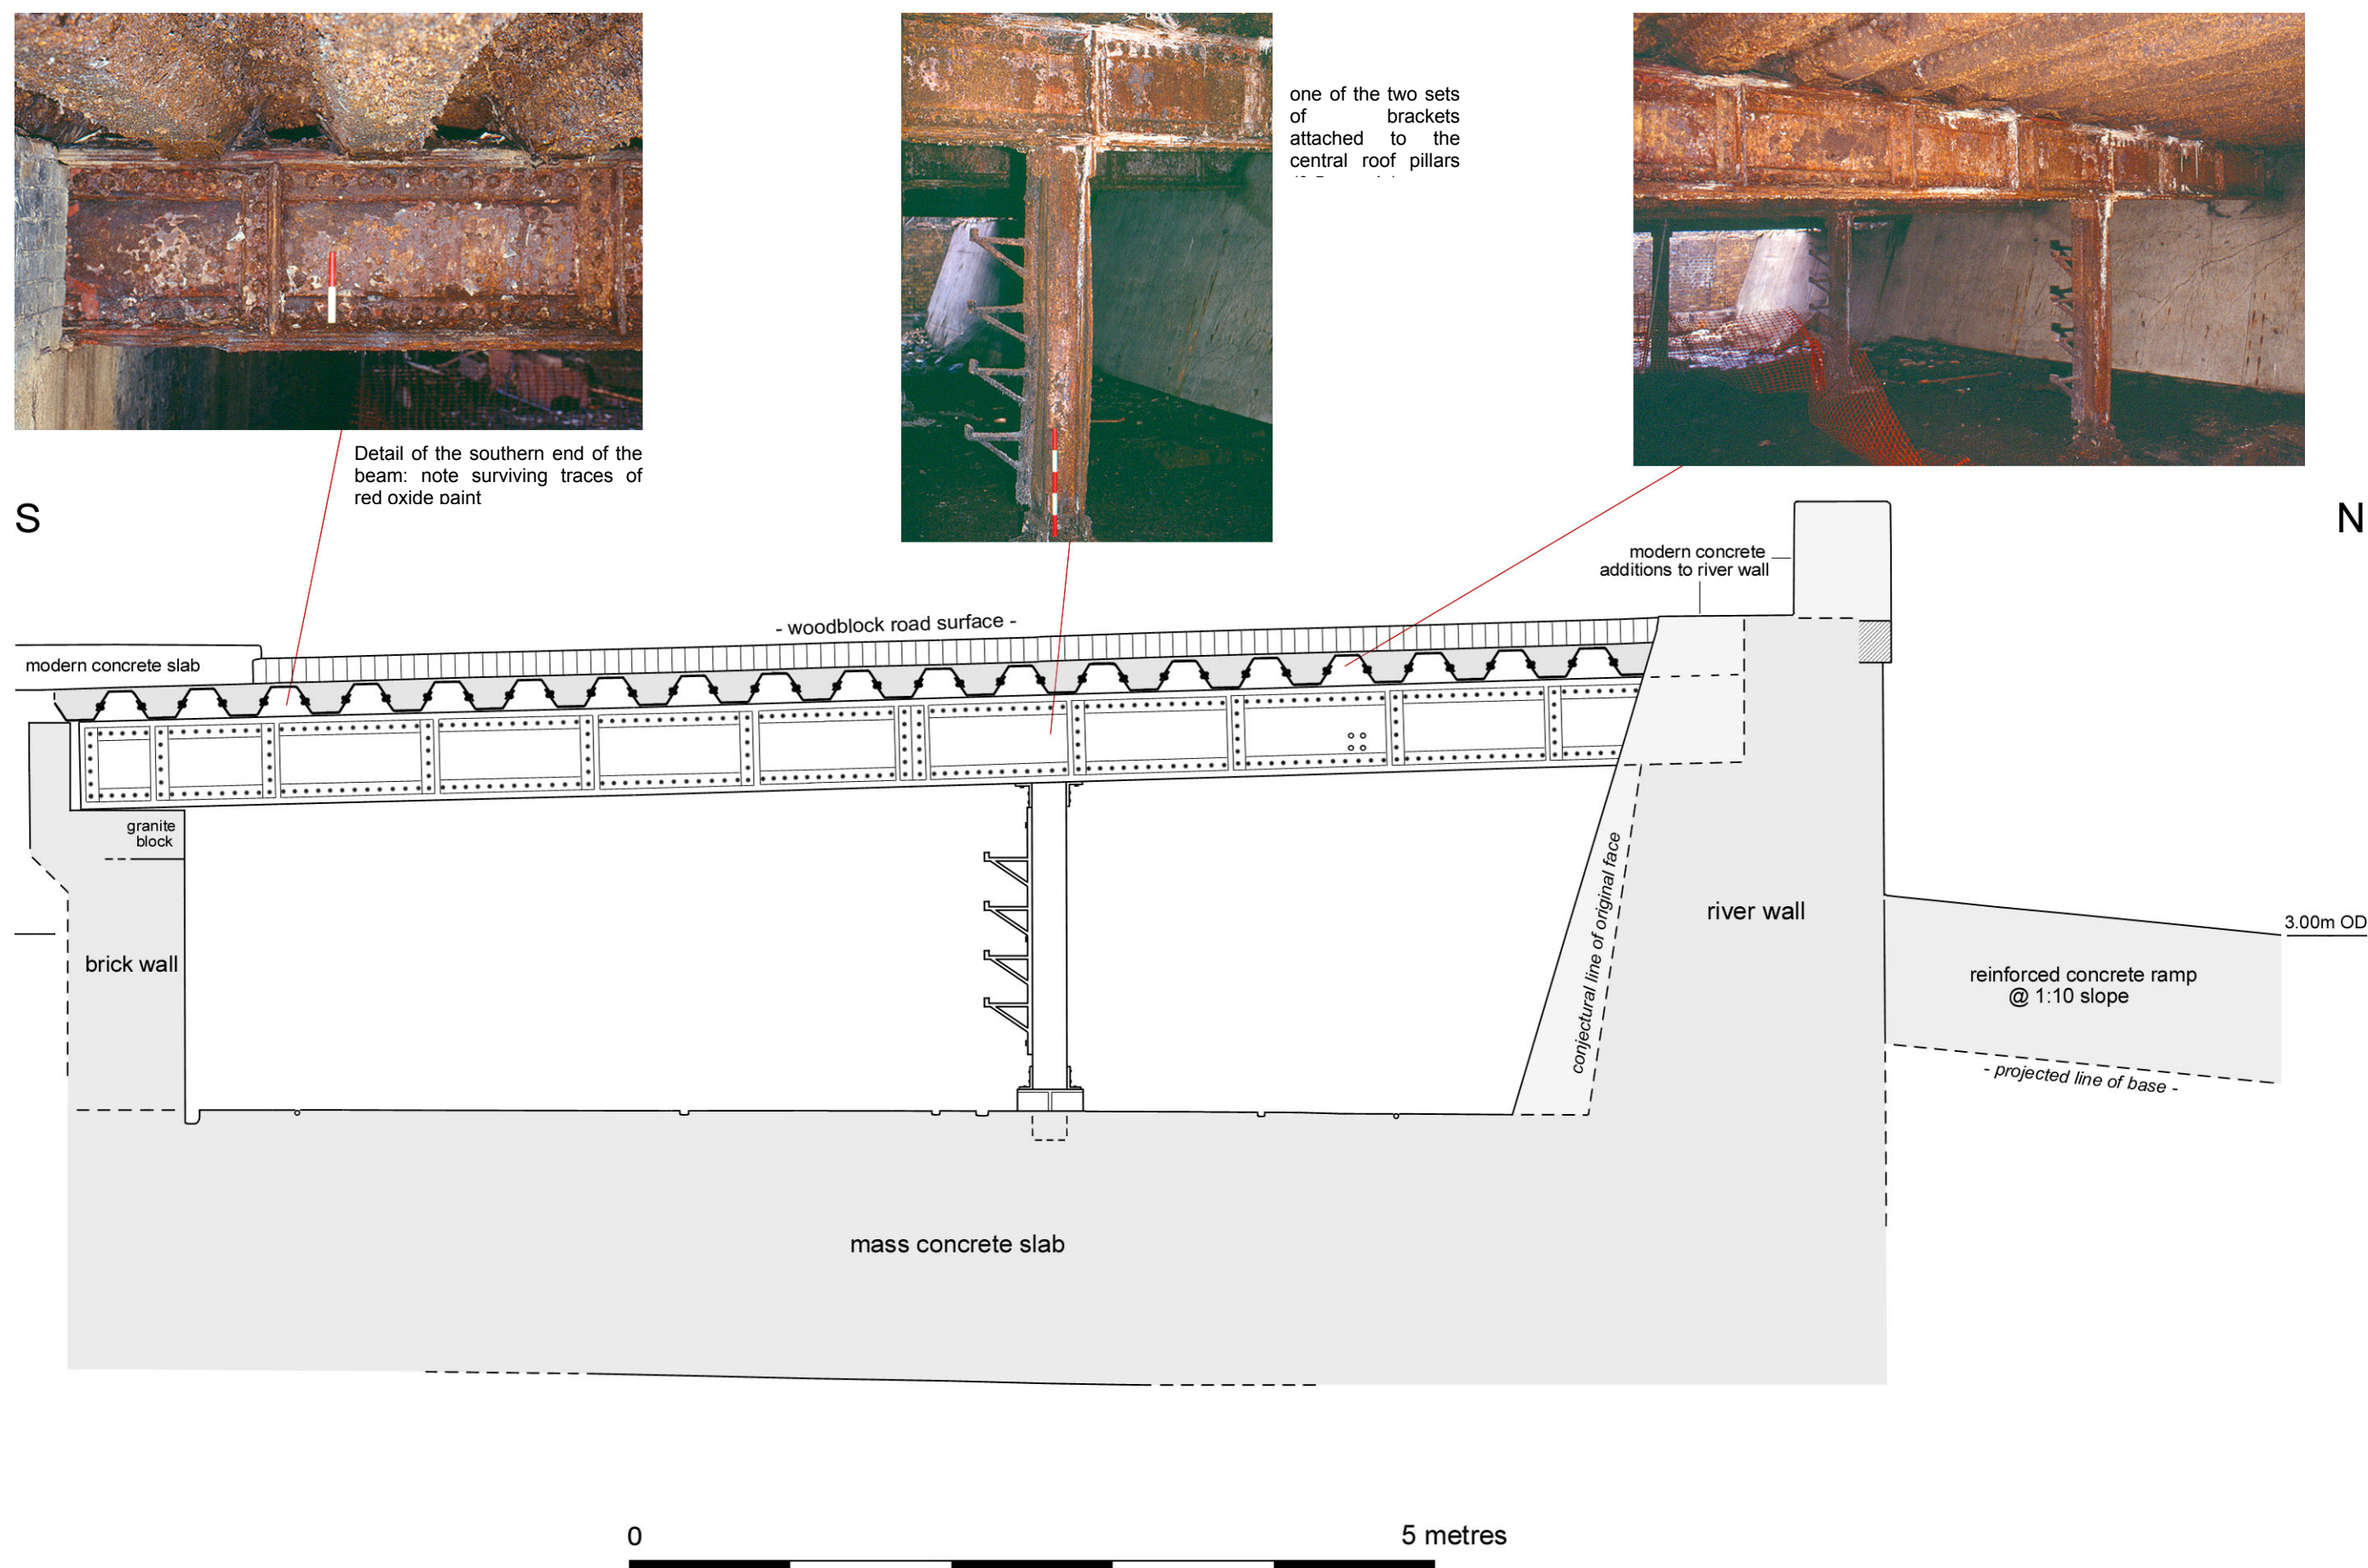 one of the two sets
of brackets
attached to the
central roof pillars
Detail of the southern end of the
beam: note surviving traces of
red oxide paint
S
N
modern concrete
additions to river wall
- woodblock road surface -
modern concrete slab
granite
block
conjectural line of original face
river wall
3.00m OD
brick wall
reinforced concrete ramp
@ 1:10 slope
- projected line of base -
mass concrete slab
0
5 metres